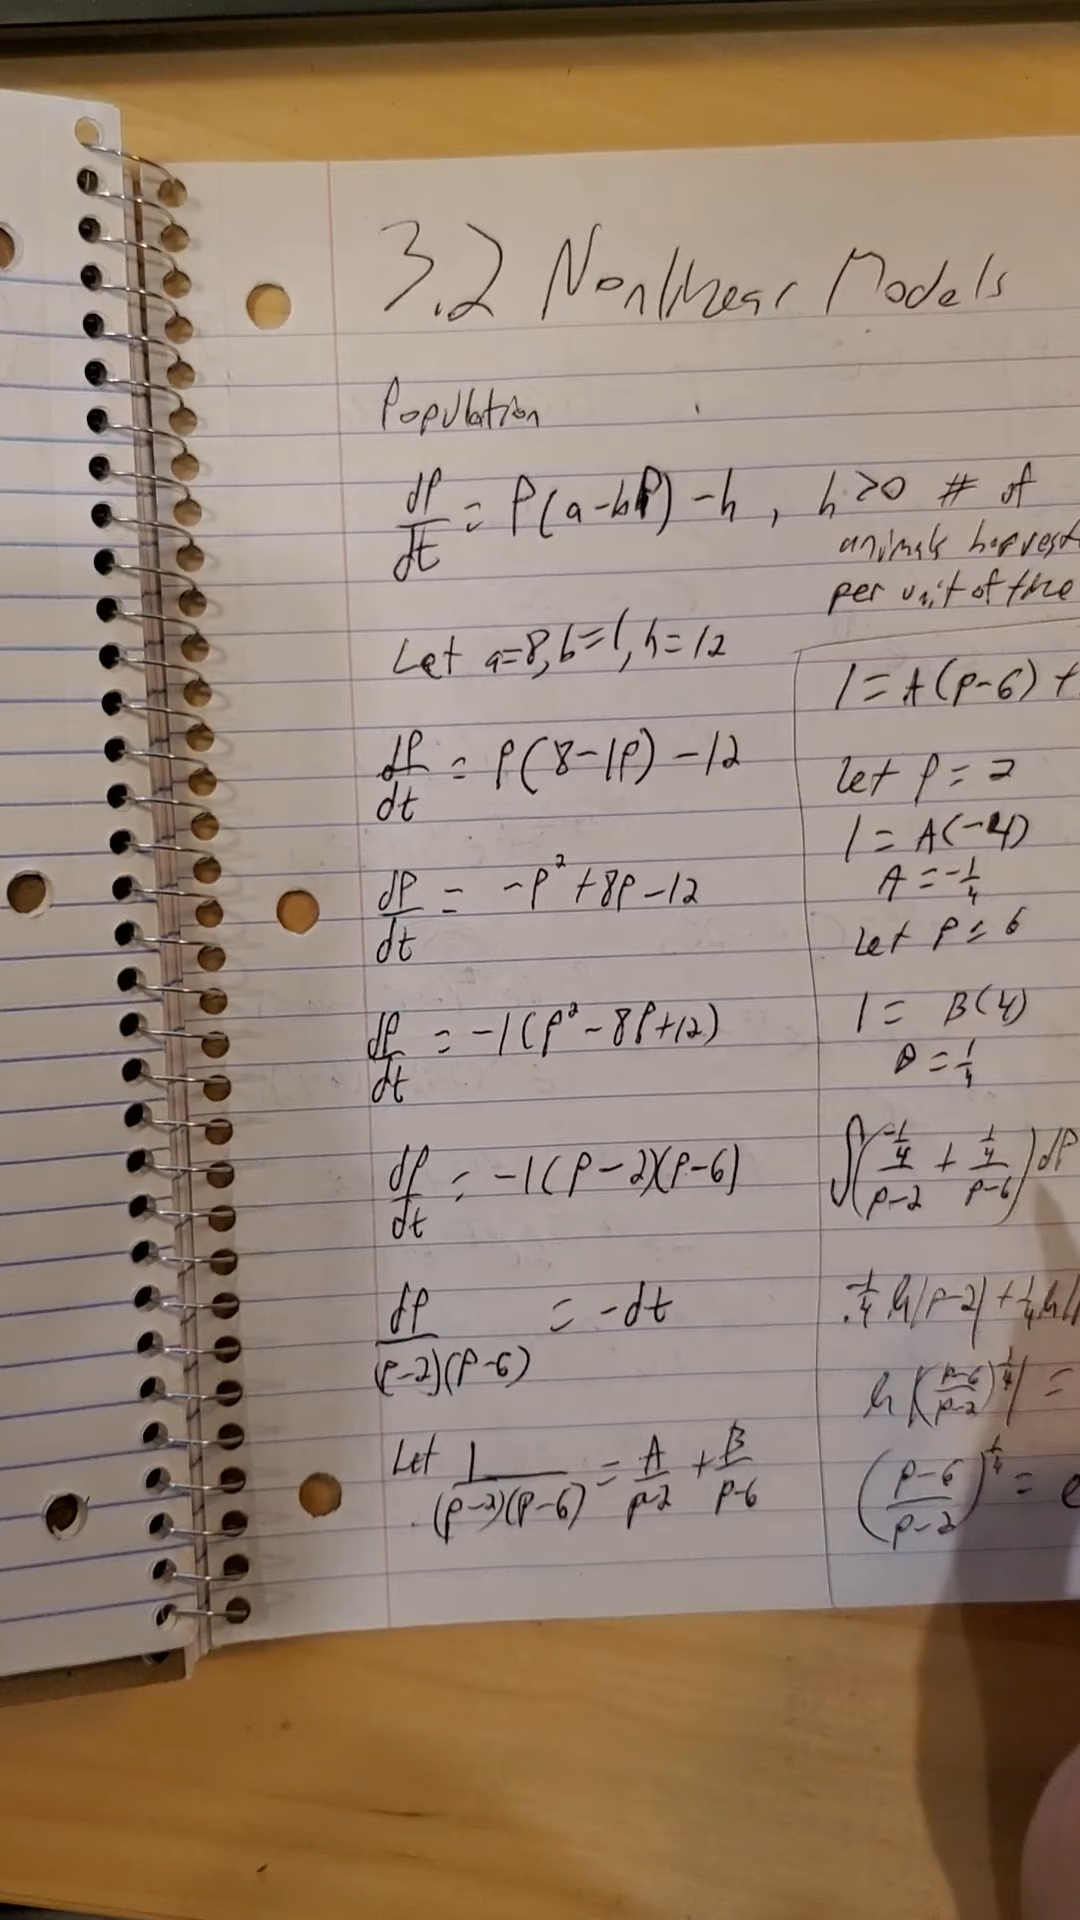 3.2 Nonlinear Models
Population
dP/dt = P(a-bP) - h , h>0 # of
animals harvest
per unit of the
Let a=8, b=1, h=12
dP/dt = P(8-1P) -12
dP/dt = -P²+8P-12
dP/dt = -1(P²-8P+12)
dP/dt = -1(P-2)(P-6)
dP/((P-2)(P-6)) = -dt
Let 1/((P-2)(P-6)) = A/(P-2) + B/(P-6)
1 = A(P-6) +
Let P = 2
1 = A(-4)
A = -1/4
Let P = 6
1 = B(4)
B = 1/4
∫(-1/4/(P-2) + 1/4/(P-6)) dP
-1/4 ln|P-2| + 1/4 ln|
ln|((P-6)/(P-2))^1/4| =
((P-6)/(P-2))^1/4 = e